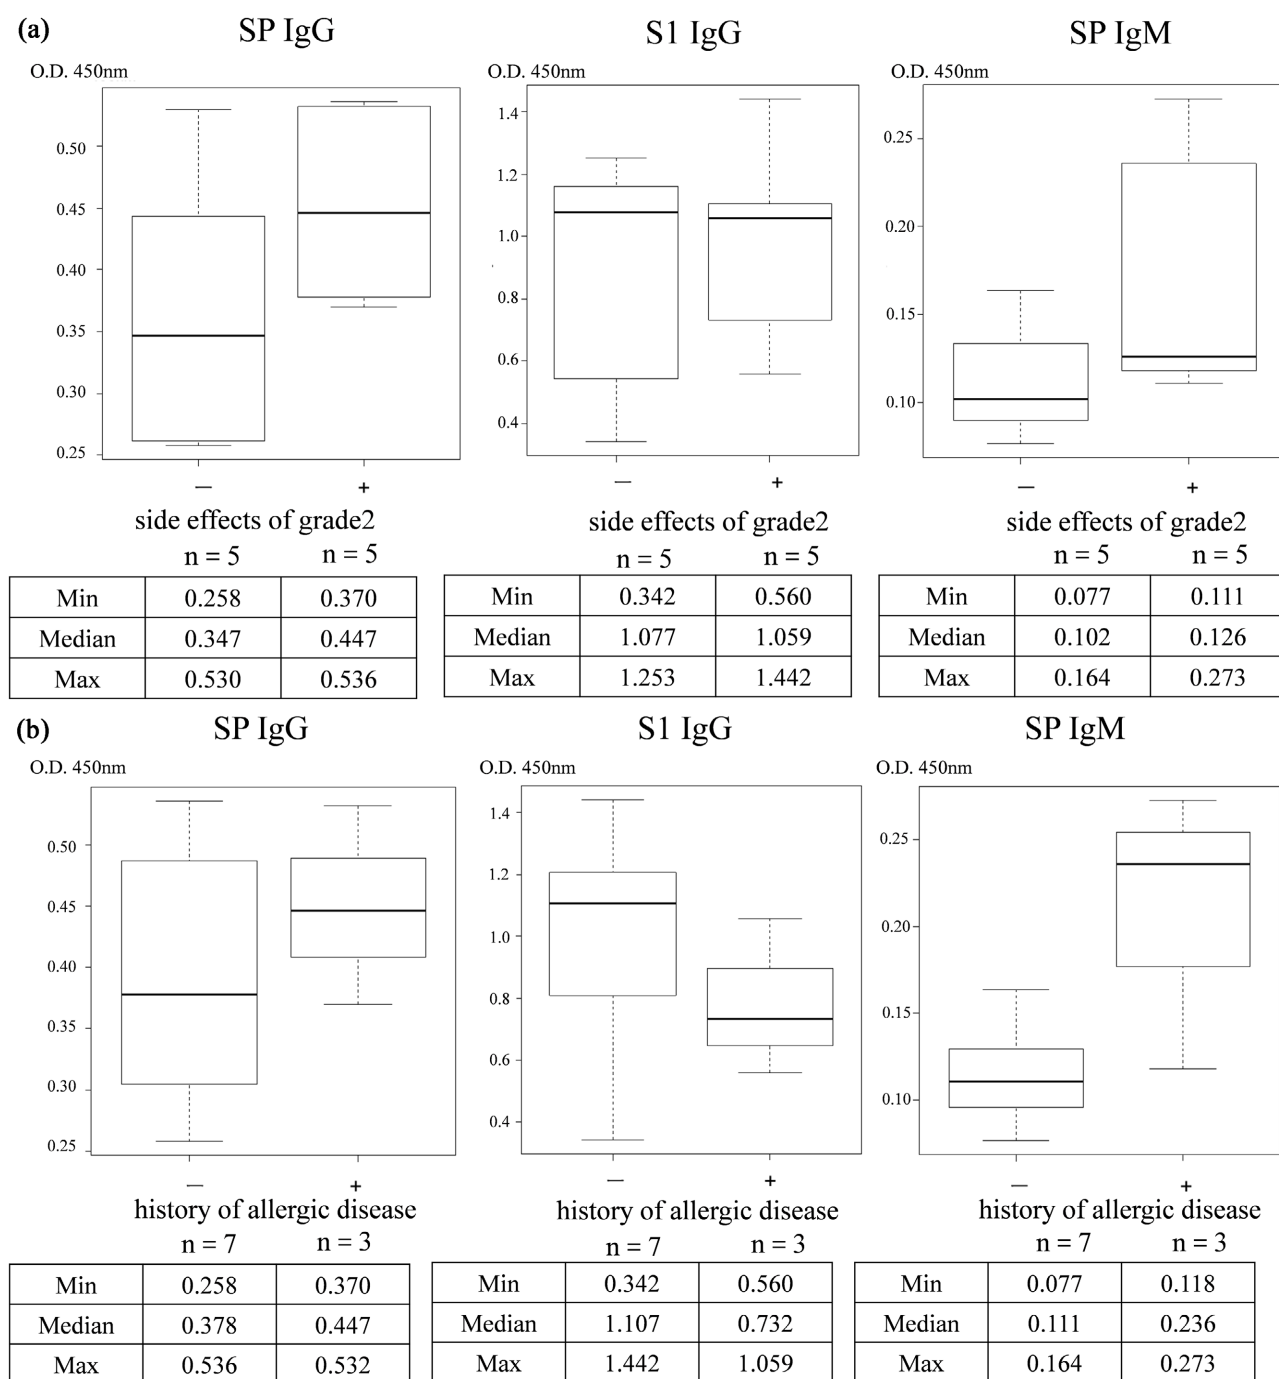 (a) SP IgG S1 IgG SP IgM
O.D. 450nm O.D. 450nm O.D. 450nm
0.50
0.45
0.40
0.35
0.30
0.25
1.4
1.2
1.0
0.8
0.6
0.4
0.25
0.20
0.15
0.10
— + — + — +
side effects of grade2 side effects of grade2 side effects of grade2
n = 5 n = 5 n = 5 n = 5 n = 5 n = 5
Min 0.258 0.370 Min 0.342 0.560 Min 0.077 0.111
Median 0.347 0.447 Median 1.077 1.059 Median 0.102 0.126
Max 0.530 0.536 Max 1.253 1.442 Max 0.164 0.273
(b) SP IgG S1 IgG SP IgM
O.D. 450nm O.D. 450nm O.D. 450nm
0.50
0.45
0.40
0.35
0.30
0.25
1.4
1.2
1.0
0.8
0.6
0.4
0.25
0.20
0.15
0.10
— + — + — +
history of allergic disease history of allergic disease history of allergic disease
n = 7 n = 3 n = 7 n = 3 n = 7 n = 3
Min 0.258 0.370 Min 0.342 0.560 Min 0.077 0.118
Median 0.378 0.447 Median 1.107 0.732 Median 0.111 0.236
Max 0.536 0.532 Max 1.442 1.059 Max 0.164 0.273